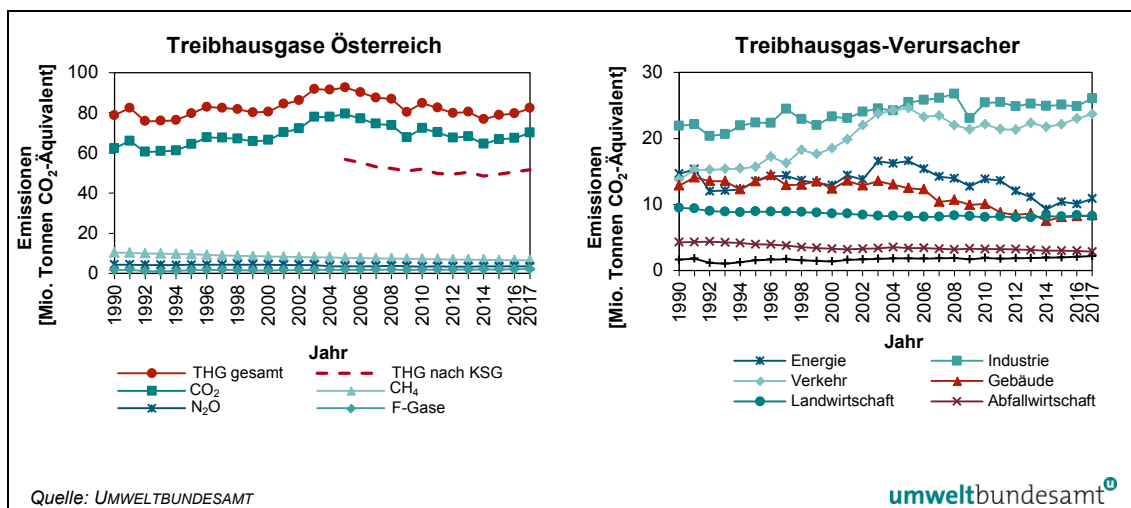 Treibhausgase Österreich
Emissionen
[Mio. Tonnen CO₂-Äquivalent]
100
80
60
40
20
0
1990
1992
1994
1996
1998
2000
2002
2004
2006
2008
2010
2012
2014
2016
2017
Jahr
THG gesamt
THG nach KSG
CO₂
CH₄
N₂O
F-Gase
Treibhausgas-Verursacher
Emissionen
[Mio. Tonnen CO₂-Äquivalent]
30
20
10
0
1990
1992
1994
1996
1998
2000
2002
2004
2006
2008
2010
2012
2014
2016
2017
Jahr
Energie
Industrie
Verkehr
Gebäude
Landwirtschaft
Abfallwirtschaft
Quelle: UMWELTBUNDESAMT
umweltbundesamt u